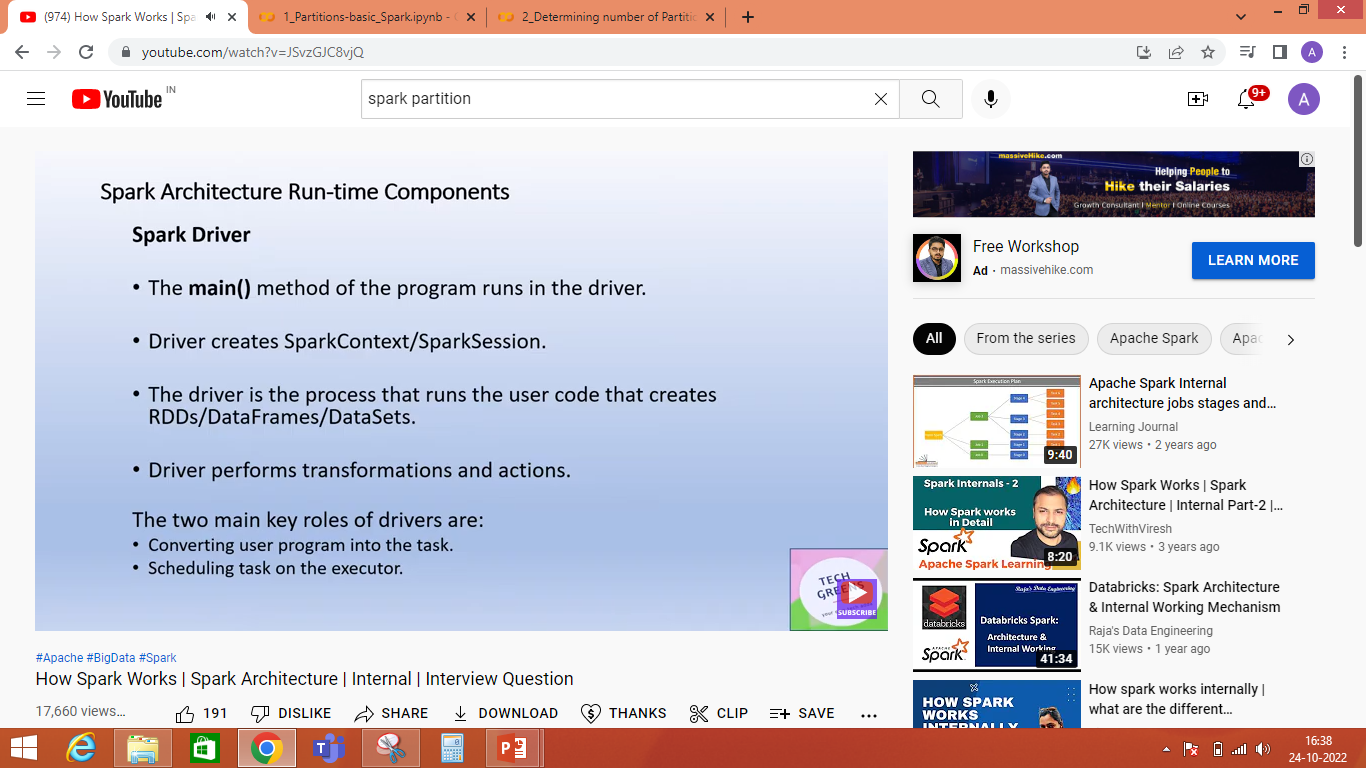 (974) How Spark Works | Spa
1_Partitions-basic_Spark.ipynb - C
2_Determining number of Partitic
youtube.com/watch?v=JSvzGJC8vjQ
A
YouTube IN
spark partition
9+
A
Spark Architecture Run-time Components
Spark Driver
• The main() method of the program runs in the driver.
• Driver creates SparkContext/SparkSession.
• The driver is the process that runs the user code that creates
RDDs/DataFrames/DataSets.
• Driver performs transformations and actions.
The two main key roles of drivers are:
• Converting user program into the task.
• Scheduling task on the executor.
TECH
GREENS
SUBSCRIBE
#Apache #BigData #Spark
How Spark Works | Spark Architecture | Internal | Interview Question
17,660 views...
191
DISLIKE
SHARE
DOWNLOAD
THANKS
CLIP
SAVE
massiveHike.com
Helping People to
Hike their Salaries
Growth Consultant | Mentor | Online Courses
Free Workshop
Ad · massivehike.com
LEARN MORE
All
From the series
Apache Spark
Apac
Spark Execution Plan
9:40
Apache Spark Internal
architecture jobs stages and...
Learning Journal
27K views • 2 years ago
Spark Internals - 2
How Spark works
in Detail
Spark
Apache Spark Learning
8:20
How Spark Works | Spark
Architecture | Internal Part-2 |...
TechWithViresh
9.1K views • 3 years ago
Raja's Data Engineering
databricks
Databricks Spark:
Architecture &
Internal Working
APACHE
Spark
41:34
Databricks: Spark Architecture
& Internal Working Mechanism
Raja's Data Engineering
15K views • 1 year ago
HOW SPARK
WORKS
INTERNALLY
How spark works internally |
what are the different...
16:38
24-10-2022